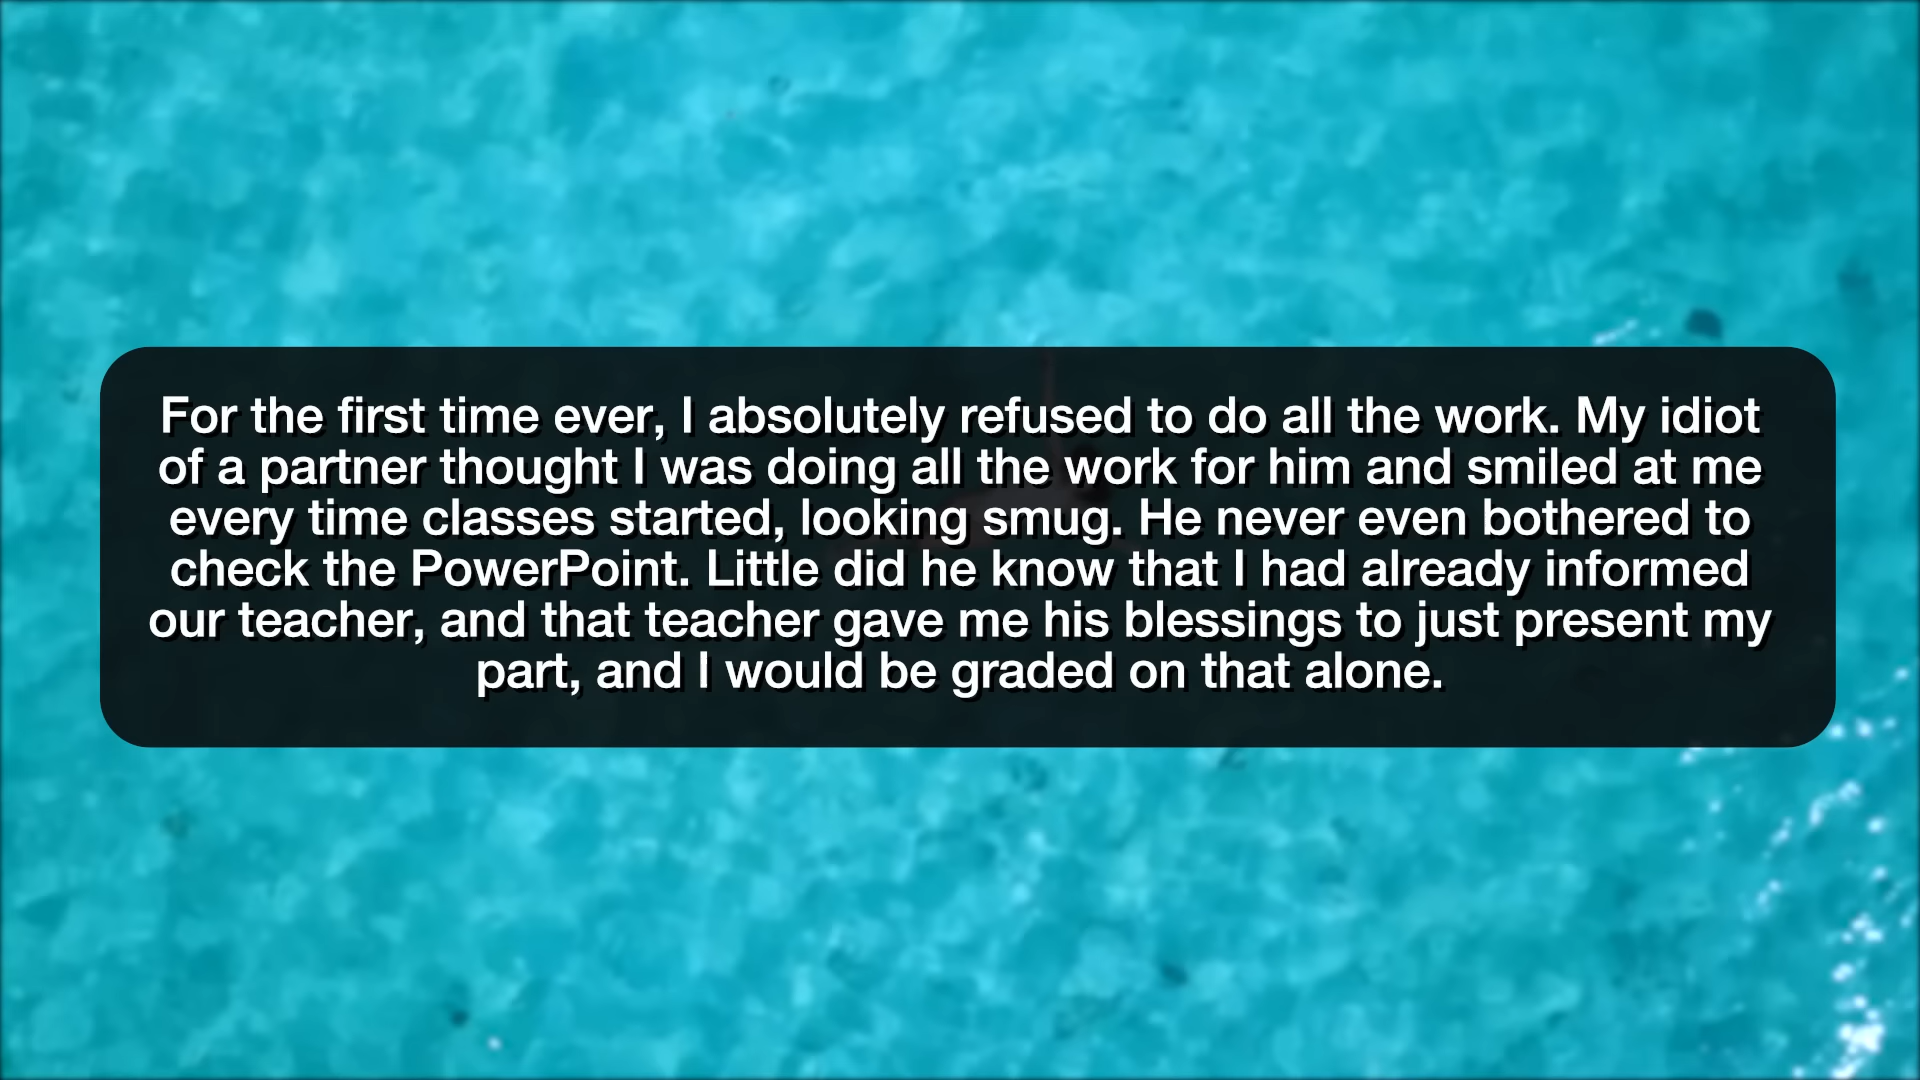 For the first time ever, I absolutely refused to do all the work. My idiot
of a partner thought I was doing all the work for him and smiled at me
every time classes started, looking smug. He never even bothered to
check the PowerPoint. Little did he know that I had already informed
our teacher, and that teacher gave me his blessings to just present my
part, and I would be graded on that alone.